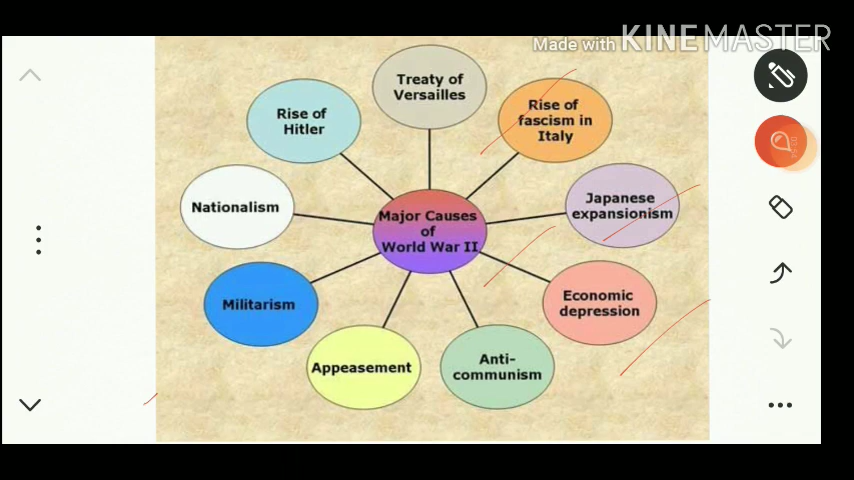 Made with KINEMASTER
Treaty of
Versailles
Rise of
Hitler
Rise of
fascism in
Italy
Nationalism
Japanese
expansionism
Major Causes
of
World War II
Militarism
Economic
depression
Appeasement
Anti-
communism